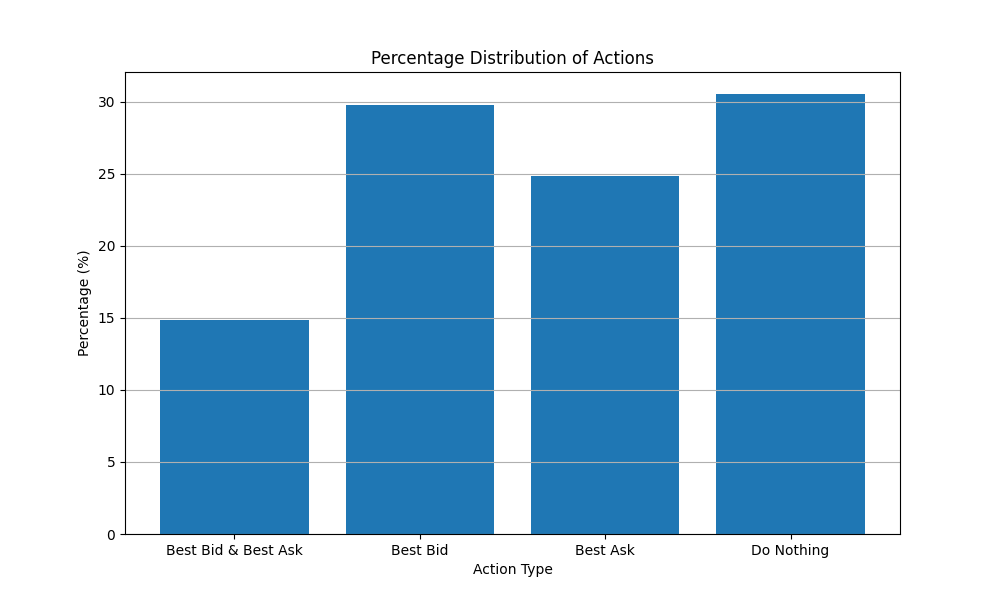 Percentage Distribution of Actions
30
25
20
15
10
5
0
Percentage (%)
Best Bid & Best Ask
Best Bid
Best Ask
Do Nothing
Action Type